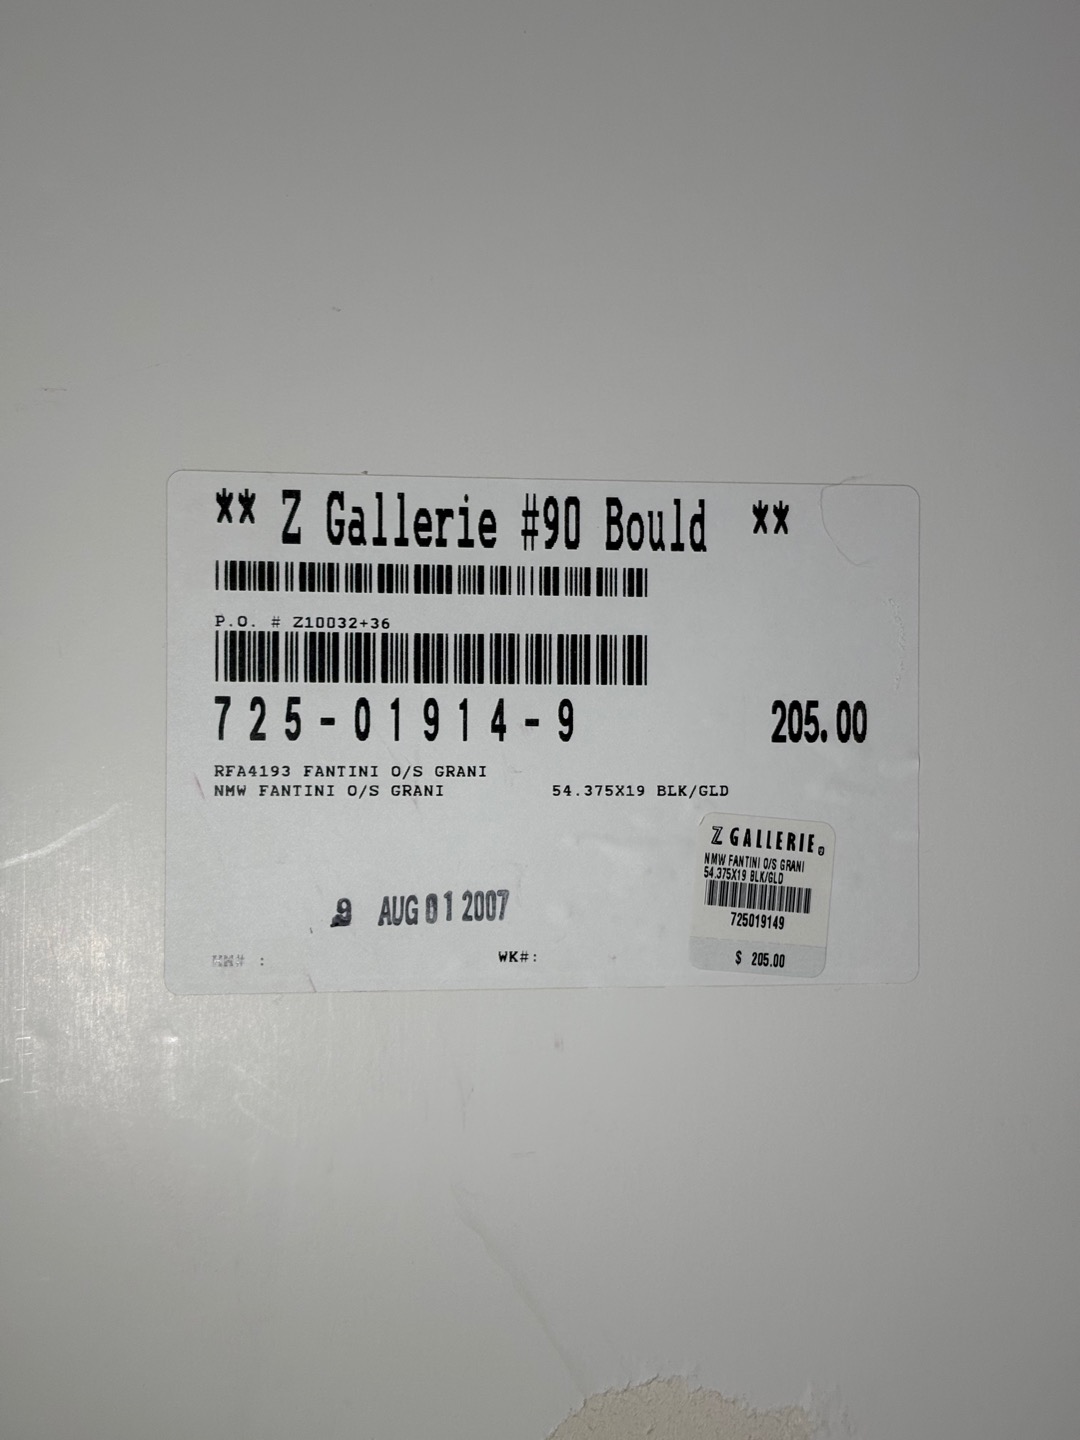 ** Z Gallerie #90 Bould **
P.O. # Z10032+36
725-01914-9 205.00
RFA4193 FANTINI O/S GRANI
NMW FANTINI O/S GRANI 54.375X19 BLK/GLD
Z GALLERIE
NMW FANTINI O/S GRANI
54.375X19 BLK/GLD
725019149
$ 205.00
9 AUG 01 2007
WK#: